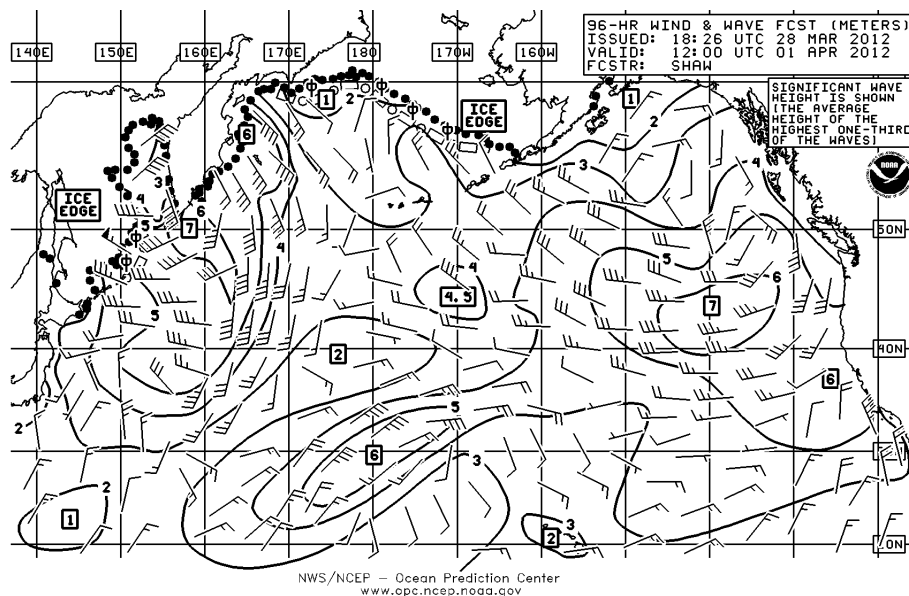 96-HR WIND & WAVE FCST (METERS)
ISSUED: 18:26 UTC 28 MAR 2012
VALID: 12:00 UTC 01 APR 2012
FCSTR: SHAW
140E 150E 160E 170E 180 170W 160W
SIGNIFICANT WAVE
HEIGHT IS SHOWN
(THE AVERAGE
HEIGHT OF THE
HIGHEST ONE-THIRD
OF THE WAVES)
NOAA
1
2
1
2
ICE
EDGE
6
3
3
4
ICE
EDGE
4
6
5
7
50N
4
5
4
6
4.5
7
5
2
40N
6
5
2
6
3
2
1
3
2
20N
NWS/NCEP – Ocean Prediction Center
www.opc.ncep.noaa.gov